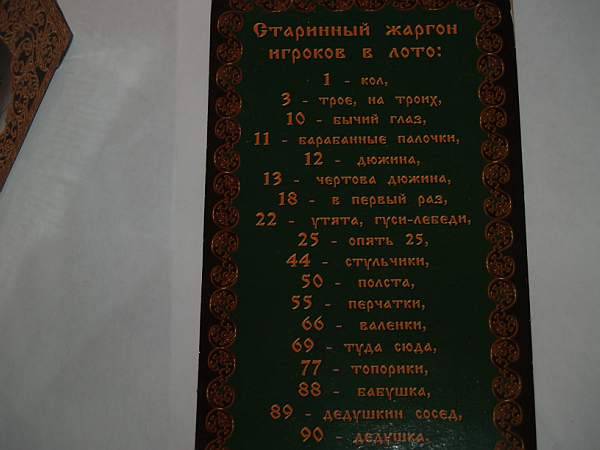 Старинный жаргон
игроков в лото:
1 - кол,
3 - трое, на троих,
10 - бычий глаз,
11 - барабанные палочки,
12 - дюжина,
13 - чертова дюжина,
18 - в первый раз,
22 - утята, гуси-лебеди,
25 - опять 25,
44 - стульчики,
50 - полста,
55 - перчатки,
66 - валенки,
69 - туда сюда,
77 - топорики,
88 - бабушка,
89 - дедушкин сосед,
90 - дедушка.